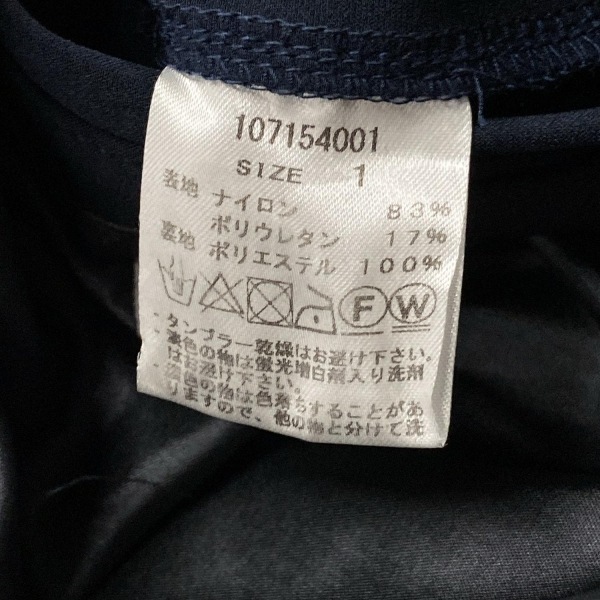 107154001
SIZE 1
表地 ナイロン 83%
ポリウレタン 17%
裏地 ポリエステル 100%
F W
・タンブラー乾燥はお避け下さい。
・淡色の物は蛍光増白剤入り洗剤
はお避け下さい。
・濃色の物は色落ちすることがあ
りますので、他の物と分けて洗